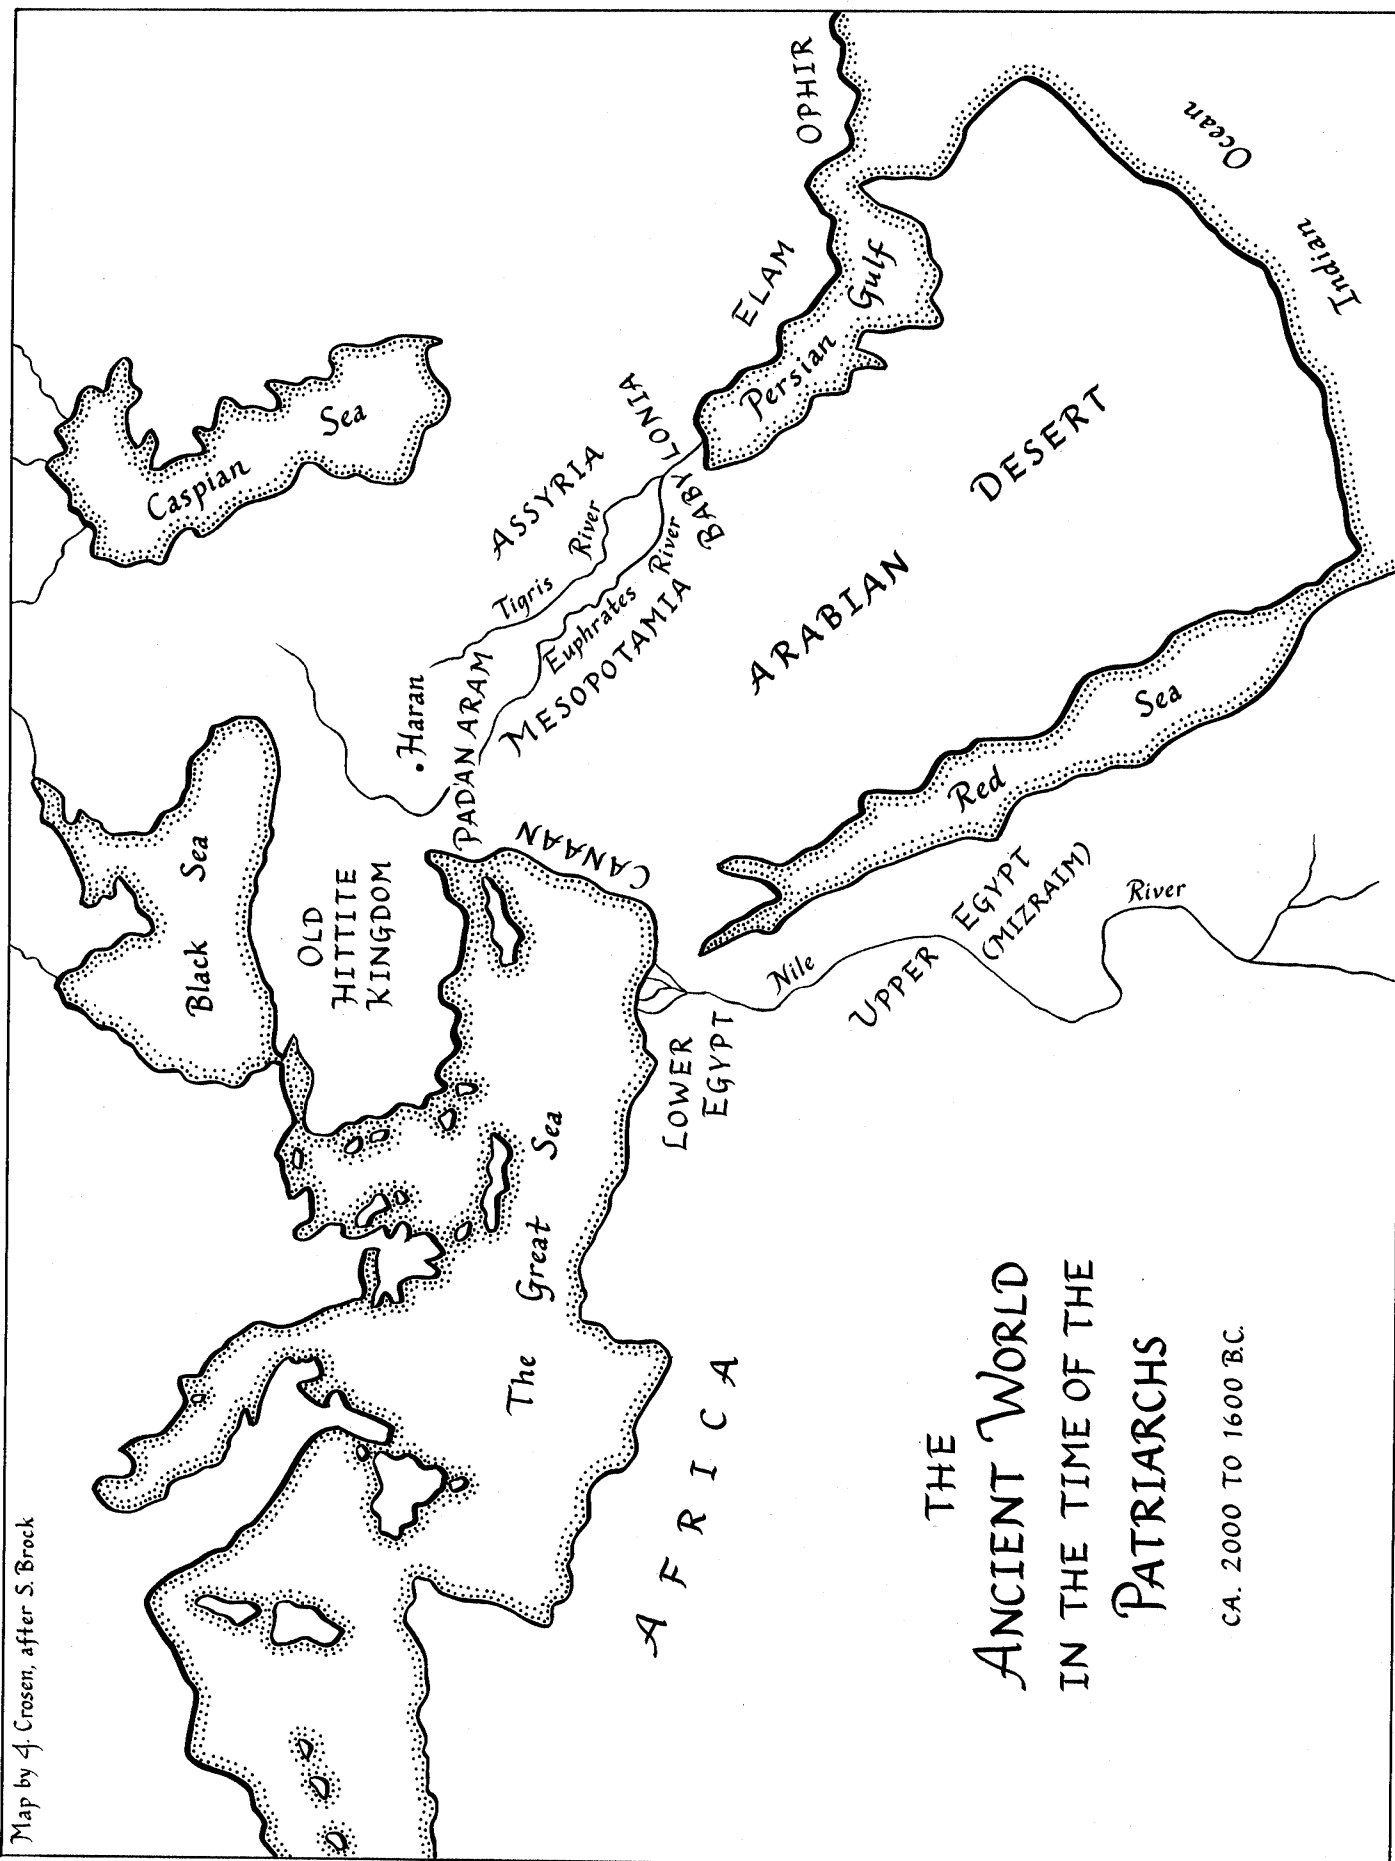 Map by J. Crosen, after S. Brock
Black Sea
Caspian
Sea
OLD
HITTITE
KINGDOM
Haran
PADAN ARAM
Tigris River
ASSYRIA
Euphrates River
MESOPOTAMIA
BABYLONIA
ELAM
OPHIR
Persian Gulf
CANAAN
The Great Sea
LOWER
EGYPT
AFRICA
Nile River
UPPER EGYPT
(MIZRAIM)
Red Sea
ARABIAN DESERT
Indian Ocean
THE
ANCIENT WORLD
IN THE TIME OF THE
PATRIARCHS
CA. 2000 TO 1600 B.C.